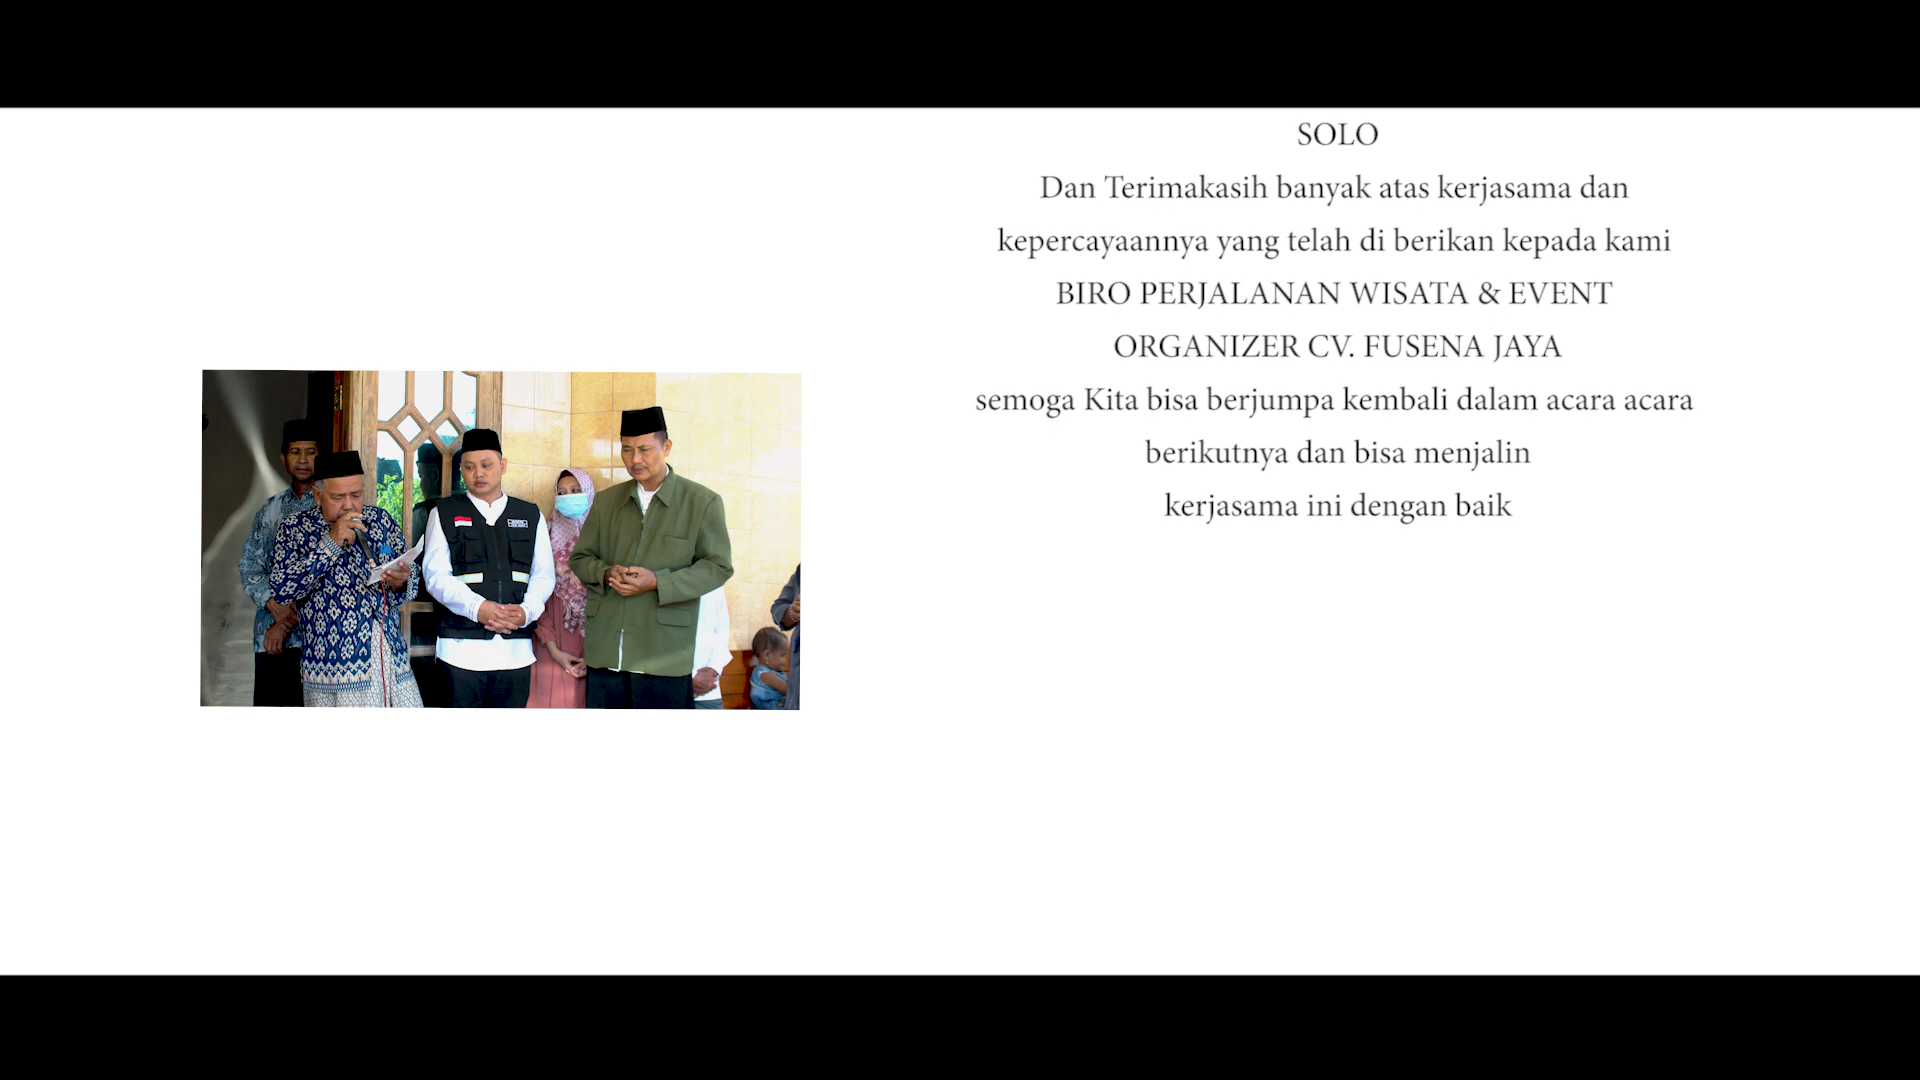 SOLO
Dan Terimakasih banyak atas kerjasama dan
kepercayaannya yang telah di berikan kepada kami
BIRO PERJALANAN WISATA & EVENT
ORGANIZER CV. FUSENA JAYA
semoga Kita bisa berjumpa kembali dalam acara acara
berikutnya dan bisa menjalin
kerjasama ini dengan baik